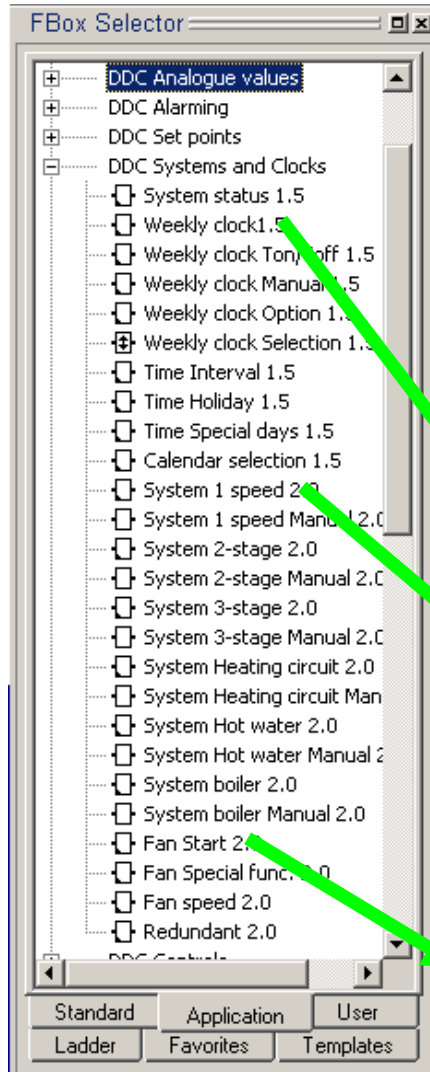 FBox Selector
DDC Analogue values
DDC Alarming
DDC Set points
DDC Systems and Clocks
System status 1.5
Weekly clock1.5
Weekly clock Ton/Toff 1.5
Weekly clock Manual 1.5
Weekly clock Option 1.5
Weekly clock Selection 1.5
Time Interval 1.5
Time Holiday 1.5
Time Special days 1.5
Calendar selection 1.5
System 1 speed 2.0
System 1 speed Manual 2.0
System 2-stage 2.0
System 2-stage Manual 2.0
System 3-stage 2.0
System 3-stage Manual 2.0
System Heating circuit 2.0
System Heating circuit Man
System Hot water 2.0
System Hot water Manual 2
System boiler 2.0
System boiler Manual 2.0
Fan Start 2.0
Fan Special func. 2.0
Fan speed 2.0
Redundant 2.0
DDC Controls
Standard Application User
Ladder Favorites Templates